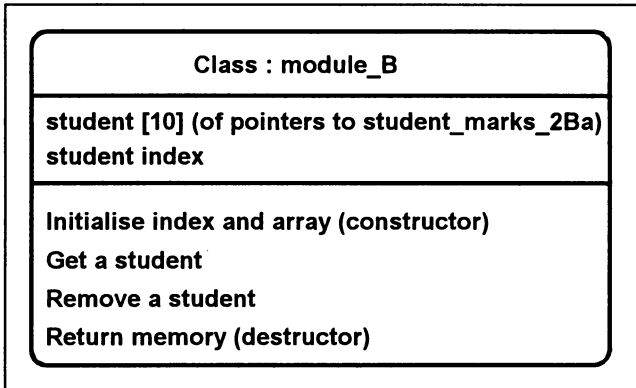 Class : module_B
student [10] (of pointers to student_marks_2Ba)
student index
Initialise index and array (constructor)
Get a student
Remove a student
Return memory (destructor)